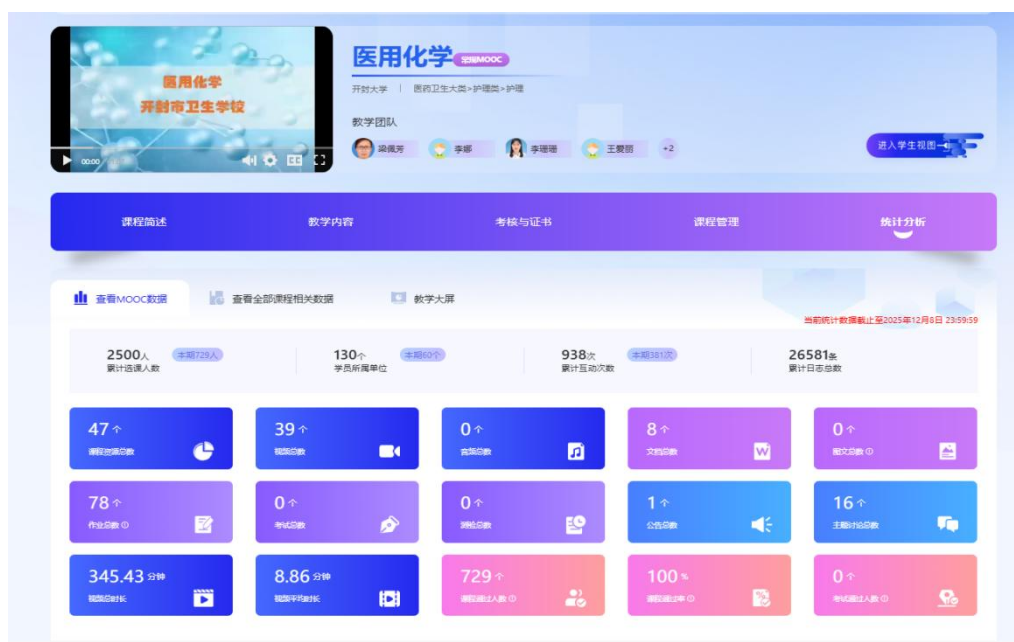 医用化学
开封市卫生学校
00:00
医用化学
开封大学 | 医药卫生大类>护理类>护理
教学团队
梁佩芳 李娜 李珊珊 王爱丽 +2
进入学生视图
课程简述 教学内容 考核与证书 课程管理 统计分析
查看MOOC数据 查看全部课程相关数据 教学大屏
当前统计数据截止至2025年12月8日 23:59:59
2500人 本期729人 130个 本期60个 938次 本期381次 26581条
累计选课人数 学员所属单位 累计互动次数 累计日志总数
47个 39个 0个 8个 0个
课程资源总数 视频总数 音频总数 文档总数 图文总数
78个 0个 0个 1个 16个
作业总数 考试总数 测验总数 公告总数 主题讨论总数
345.43分钟 8.86分钟 729个 100% 0个
视频总时长 视频平均时长 课程通过人数 课程通过率 考试通过人数